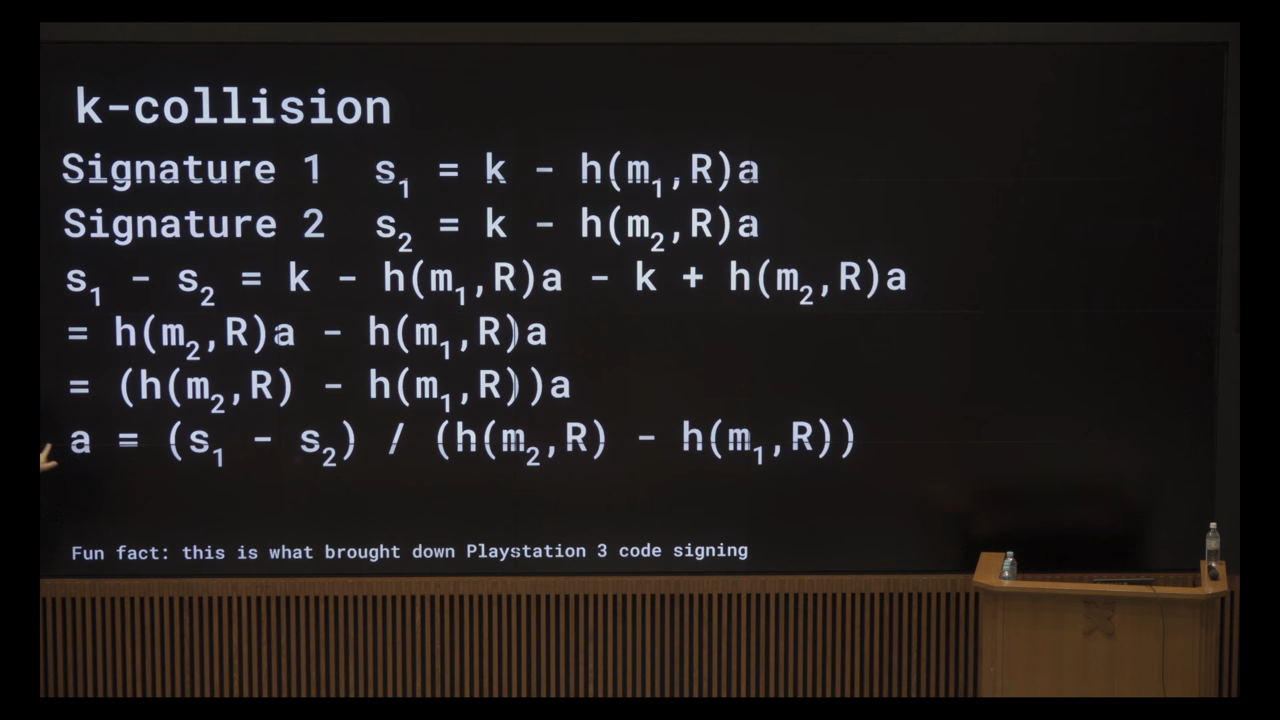 k-collision
Signature 1 s₁ = k - h(m₁,R)a
Signature 2 s₂ = k - h(m₂,R)a
s₁ - s₂ = k - h(m₁,R)a - k + h(m₂,R)a
= h(m₂,R)a - h(m₁,R)a
= (h(m₂,R) - h(m₁,R))a
a = (s₁ - s₂) / (h(m₂,R) - h(m₁,R))
Fun fact: this is what brought down Playstation 3 code signing